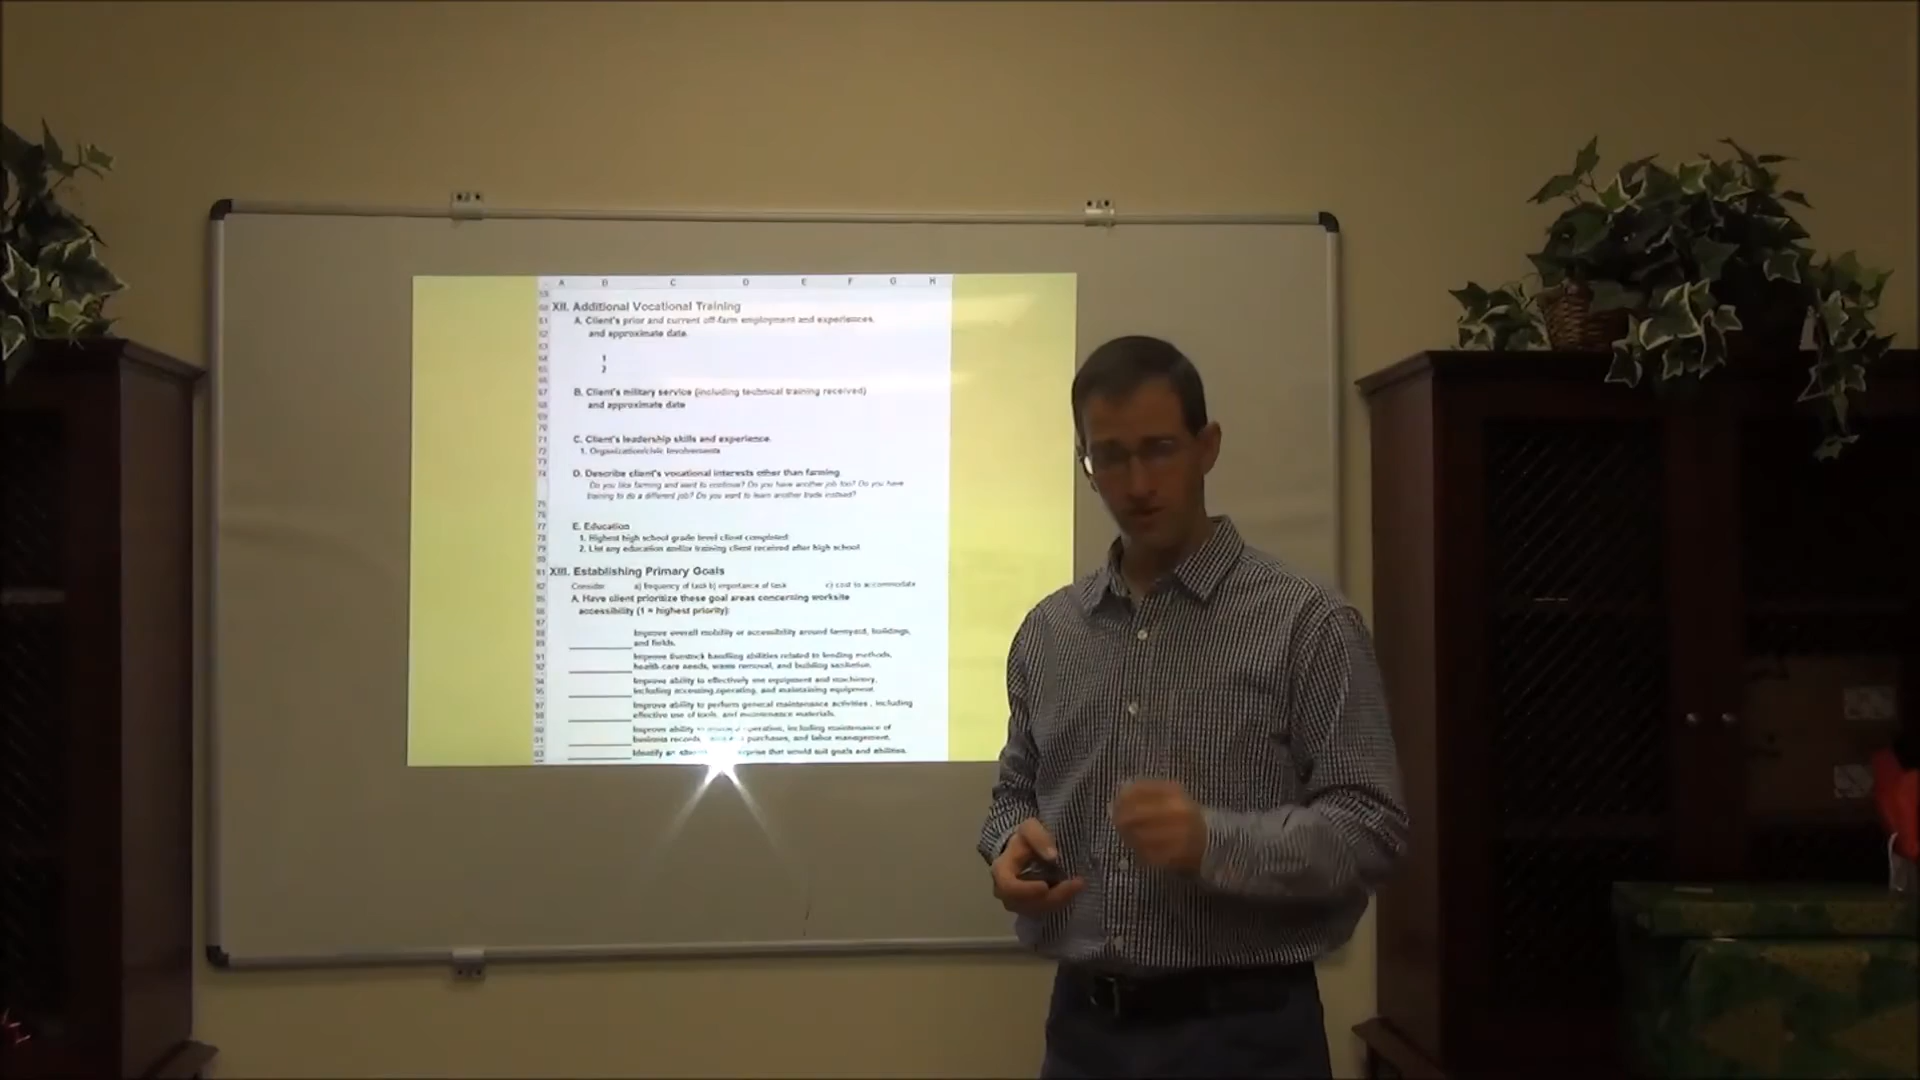 A B C D E F G H
XII. Additional Vocational Training
A. Client's prior and current off-farm employment and experiences,
and approximate date.
1
2
B. Client's military service (including technical training received)
and approximate date
C. Client's leadership skills and experience.
1. Organization/civic involvements
D. Describe client's vocational interests other than farming
Do you like farming and want to continue? Do you have another job too? Do you have
training to do a different job? Do you want to learn another trade instead?
E. Education
1. Highest high school grade level client completed
2. List any education and/or training client received after high school
XIII. Establishing Primary Goals
Consider a) frequency of task b) importance of task c) cost to accommodate
A. Have client prioritize these goal areas concerning worksite
accessibility (1 = highest priority):
Improve overall mobility or accessibility around farmyard, buildings,
and fields.
Improve livestock handling abilities related to feeding methods,
health care needs, waste removal, and building sanitation.
Improve ability to effectively use equipment and machinery,
including accessing, operating, and maintaining equipment.
Improve ability to perform general maintenance activities, including
effective use of tools, and maintenance materials.
Improve ability operation, including maintenance of
business records, purchases, and labor management.
Identify an that would suit goals and abilities.